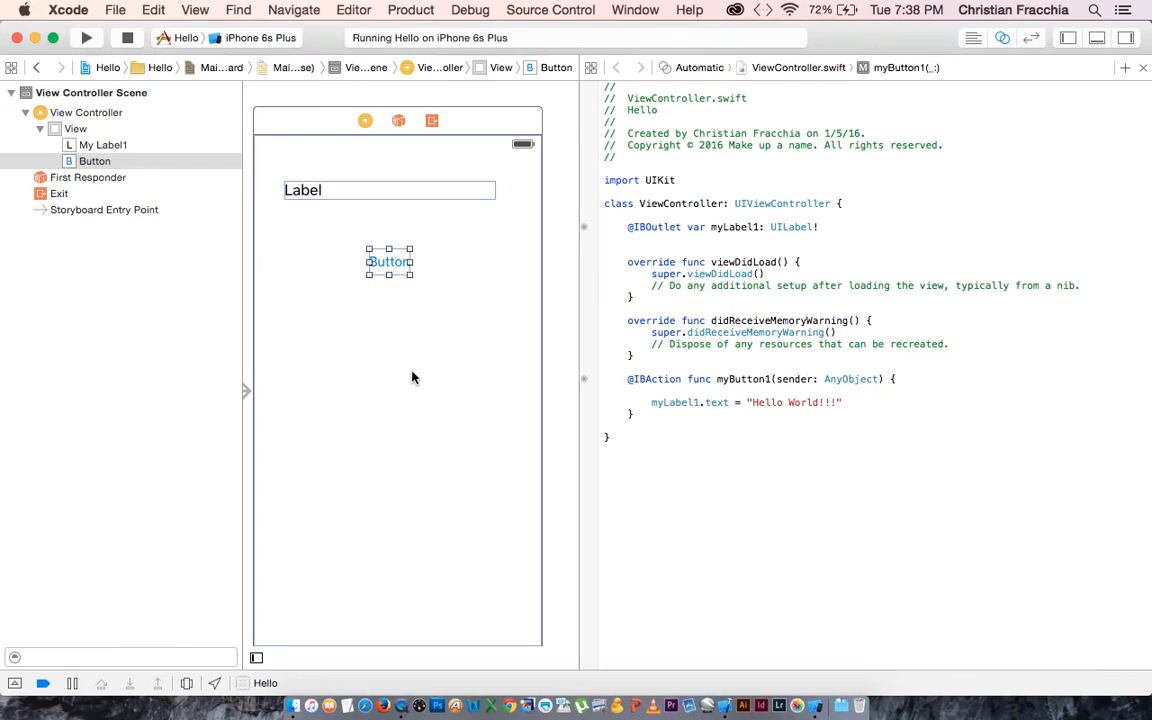 Xcode File Edit View Find Navigate Editor Product Debug Source Control Window Help 72% Tue 7:38 PM Christian Fracchia
Hello iPhone 6s Plus Running Hello on iPhone 6s Plus
Hello Hello Mai...ard Mai...se) Vie...ene Vie...oller View B Button Automatic ViewController.swift M myButton1(_:)
View Controller Scene
View Controller
View
L My Label1
B Button
First Responder
Exit
Storyboard Entry Point
Label
Button
//
// ViewController.swift
// Hello
//
// Created by Christian Fracchia on 1/5/16.
// Copyright © 2016 Make up a name. All rights reserved.
//
import UIKit
class ViewController: UIViewController {
@IBOutlet var myLabel1: UILabel!
override func viewDidLoad() {
super.viewDidLoad()
// Do any additional setup after loading the view, typically from a nib.
}
override func didReceiveMemoryWarning() {
super.didReceiveMemoryWarning()
// Dispose of any resources that can be recreated.
}
@IBAction func myButton1(sender: AnyObject) {
myLabel1.text = "Hello World!!!"
}
}
Hello
Ps W X P Pr Ai Id Lr